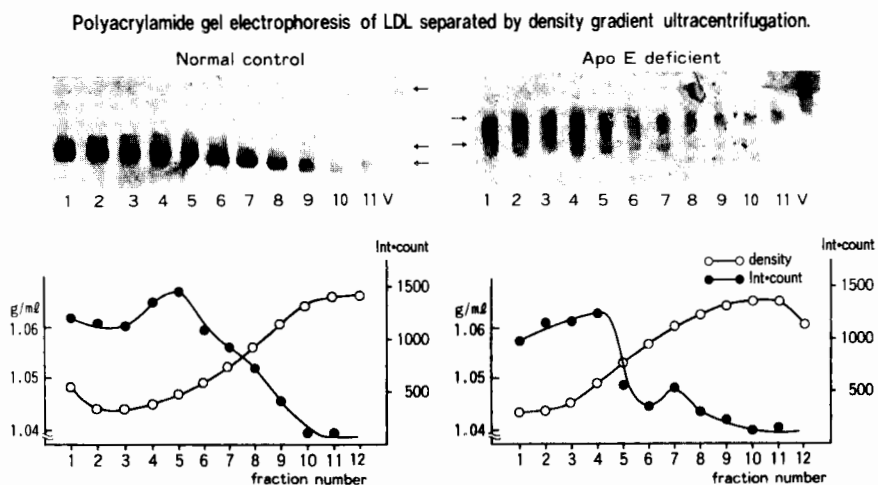 Polyacrylamide gel electrophoresis of LDL separated by density gradient ultracentrifugation.
Normal control
Apo E deficient
1 2 3 4 5 6 7 8 9 10 11 V
1 2 3 4 5 6 7 8 9 10 11 V
Int•count
Int•count
density
Int•count
g/mℓ
1.06
1.05
1.04
1500
1000
500
g/mℓ
1.06
1.05
1.04
1500
1000
500
1 2 3 4 5 6 7 8 9 10 11 12
fraction number
1 2 3 4 5 6 7 8 9 10 11 12
fraction number